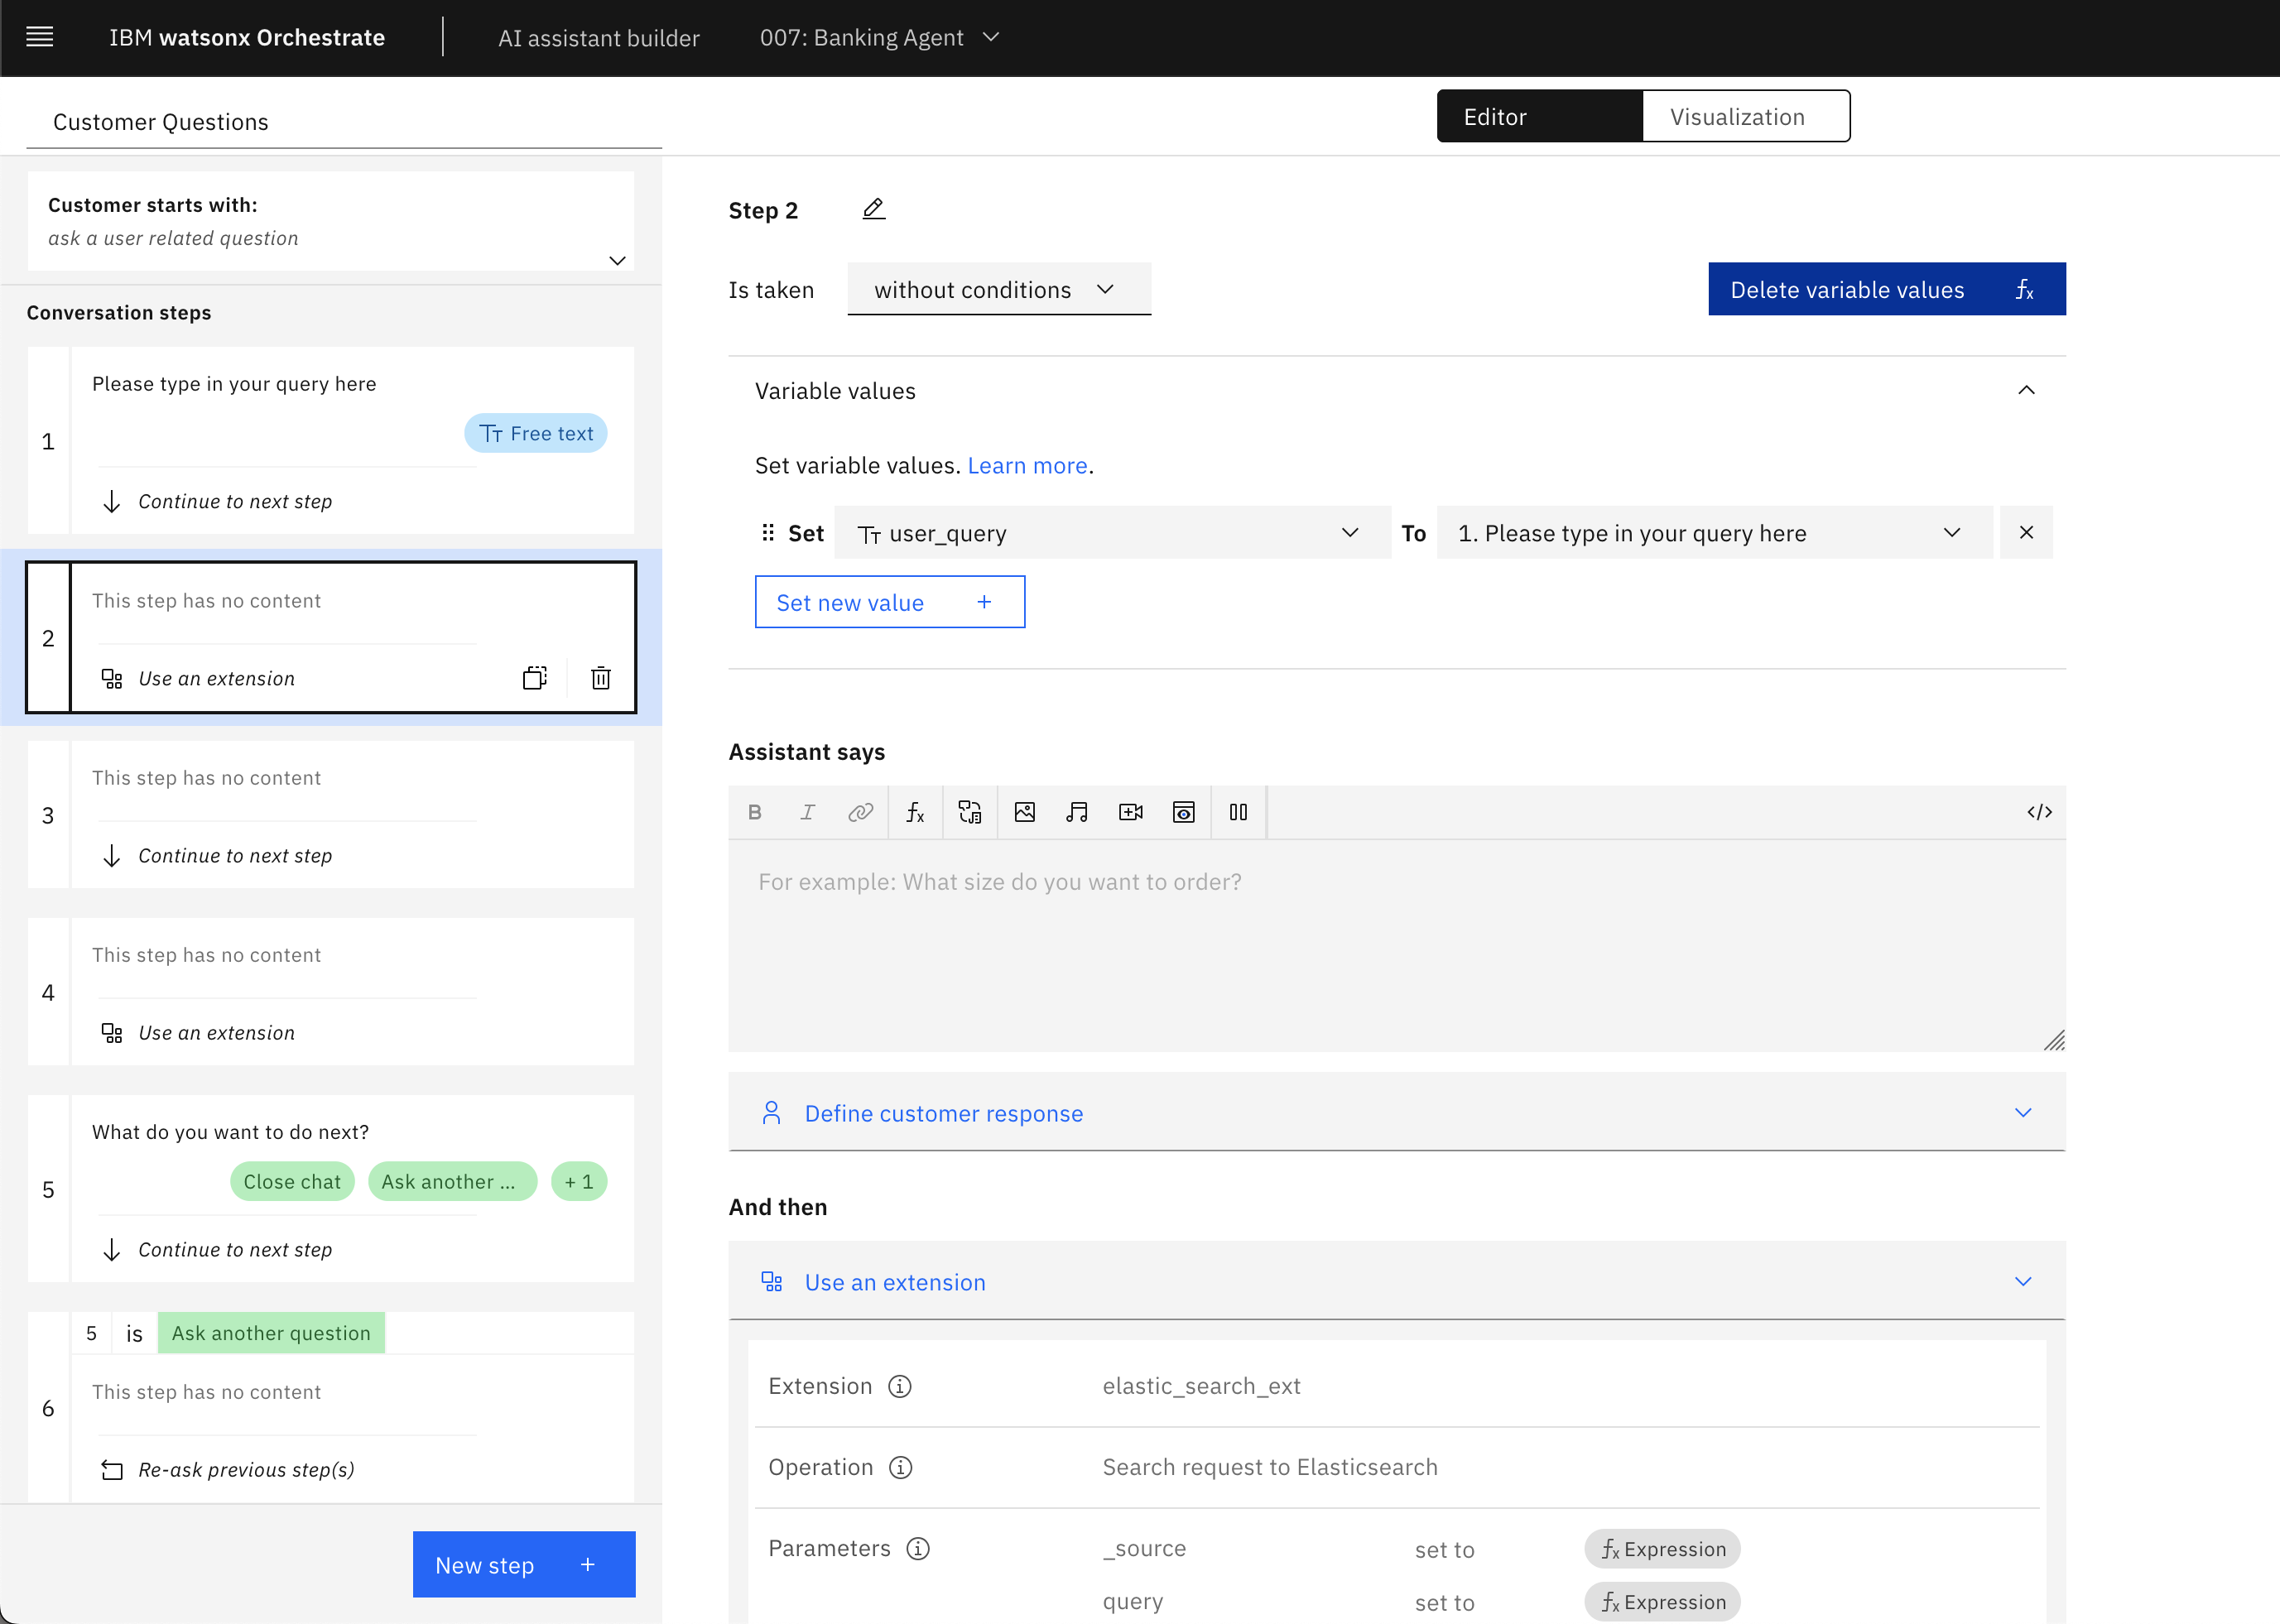 IBM watsonx Orchestrate
AI assistant builder
007: Banking Agent
Customer Questions
Editor
Visualization
Customer starts with:
ask a user related question
Conversation steps
1
Please type in your query here
Free text
Continue to next step
2
This step has no content
Use an extension
3
This step has no content
Continue to next step
4
This step has no content
Use an extension
5
What do you want to do next?
Close chat
Ask another ...
+ 1
Continue to next step
6
5 is Ask another question
This step has no content
Re-ask previous step(s)
New step +
Step 2
Is taken
without conditions
Delete variable values fx
Variable values
Set variable values. Learn more.
Set Tт user_query To 1. Please type in your query here
Set new value +
Assistant says
B I fx </>
For example: What size do you want to order?
Define customer response
And then
Use an extension
Extension elastic_search_ext
Operation Search request to Elasticsearch
Parameters _source set to fx Expression
query set to fx Expression